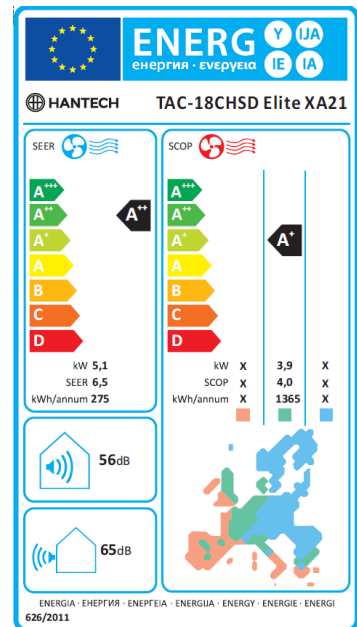 ENERG Y IJA
енергия · ενεργεια IE IA
HANTECH TAC-18CHSD Elite XA21
SEER
A+++
A++
A+
A
B
C
D
A++
kW 5,1
SEER 6,5
kWh/annum 275
SCOP
A+++
A++
A+
A
B
C
D
A+
kW X 3,9 X
SCOP X 4,0 X
kWh/annum X 1365 X
56dB
65dB
ENERGIA · ЕНЕРГИЯ · ΕΝΕΡΓΕΙΑ · ENERGIJA · ENERGY · ENERGIE · ENERGI
626/2011